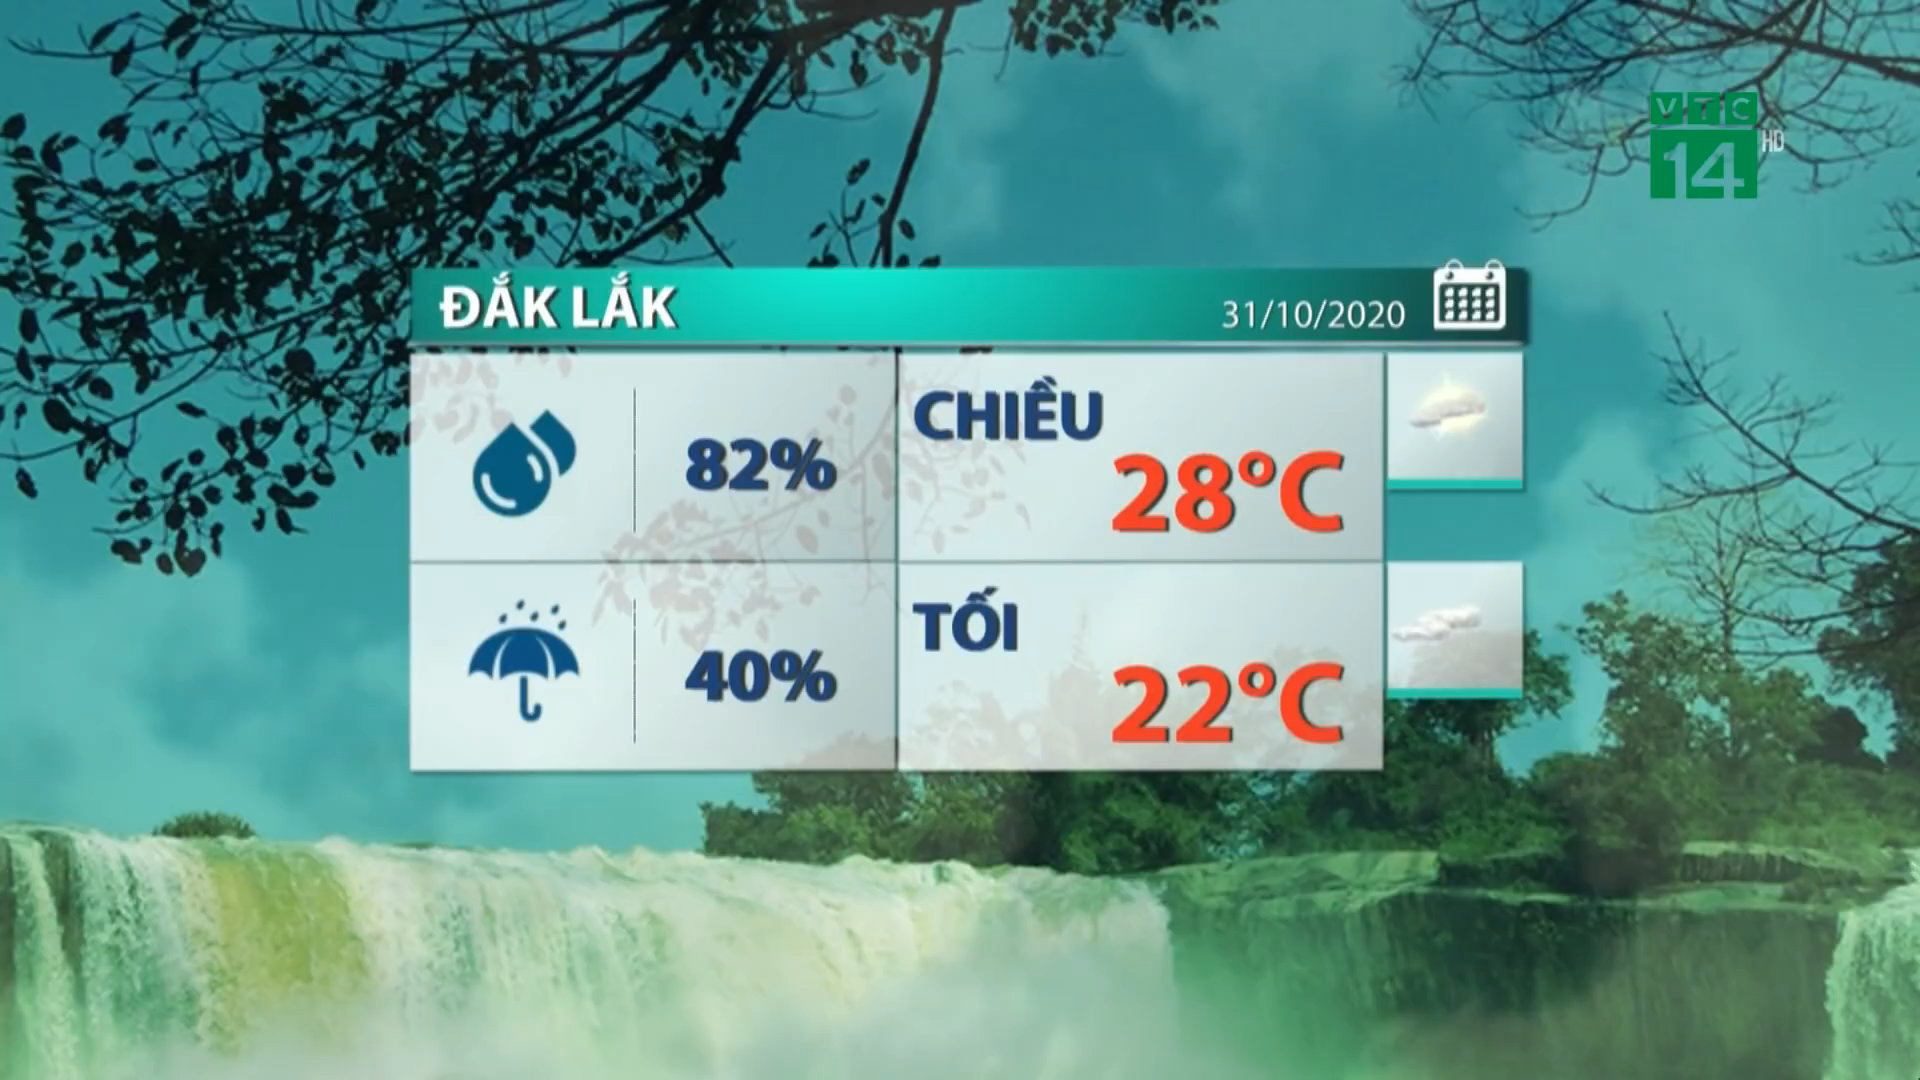 VTC
14 HD
ĐẮK LẮK
31/10/2020
82%
CHIỀU
28°C
40%
TỐI
22°C